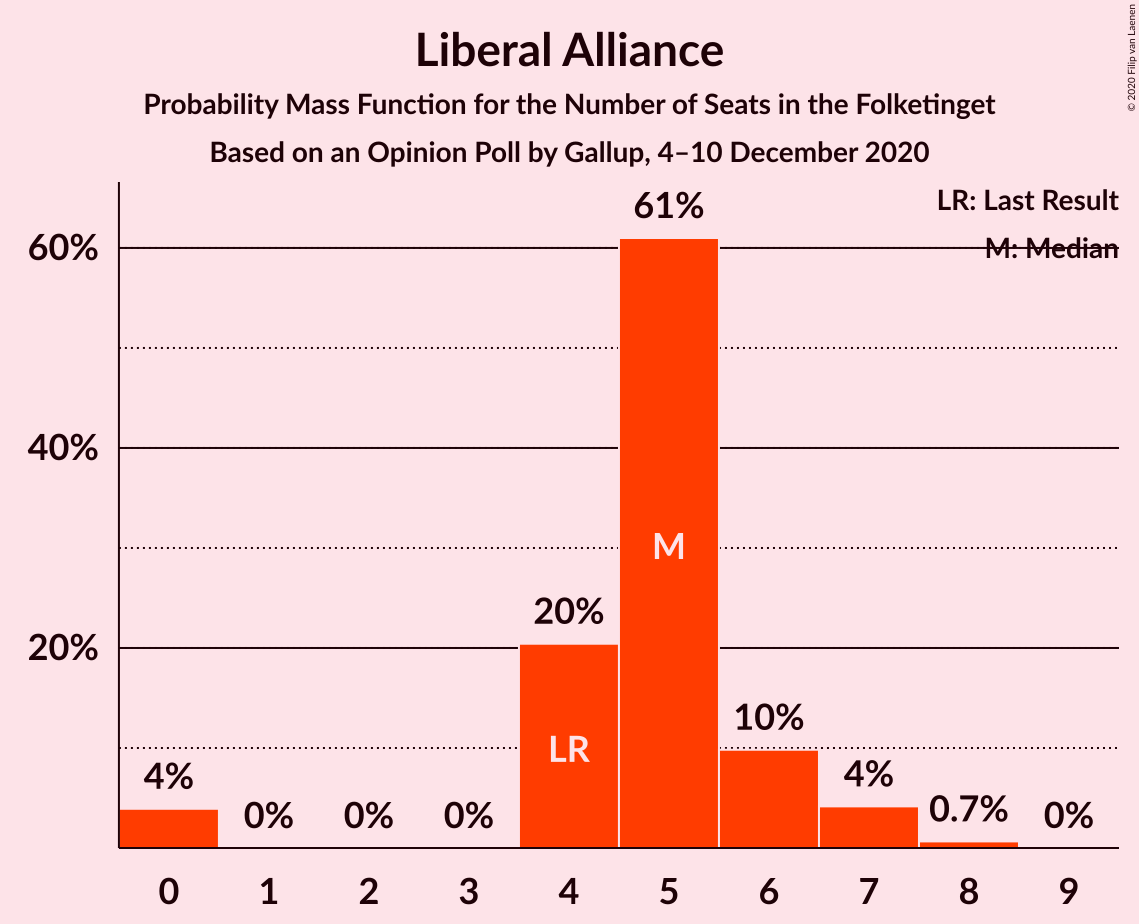 Liberal Alliance
Probability Mass Function for the Number of Seats in the Folketinget
Based on an Opinion Poll by Gallup, 4–10 December 2020
© 2020 Filip van Laenen
LR: Last Result
M: Median
60%
40%
20%
4%
0%
0%
0%
20%
61%
10%
4%
0.7%
0%
LR
M
0 1 2 3 4 5 6 7 8 9